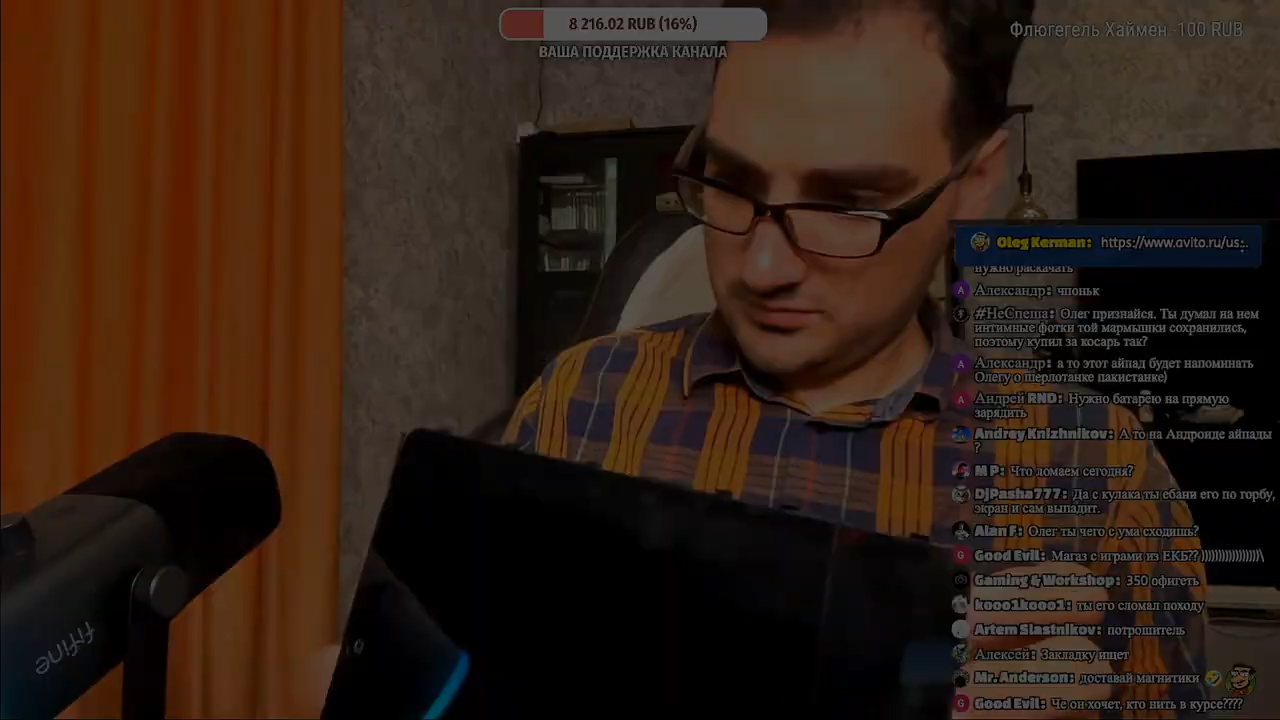 8 216.02 RUB (16%)
ВАША ПОДДЕРЖКА КАНАЛА
Флюгегель Хаймен -100 RUB
Oleg Kerman: https://www.avito.ru/us...
нужно раскачать
Александр: чпоньк
#НеСпеша: Олег признайся. Ты думал на нем
интимные фотки той мармышки сохранились,
поэтому купил за косарь так?
Александр: а то этот айпад будет напоминать
Олегу о шерлотанке пакистанке)
Андрей RND: Нужно батарею на прямую
зарядить
Andrey Knizhnikov: А то на Андроиде айпады
?
M P: Что ломаем сегодня?
DjPasha777: Да с кулака ты ебани его по горбу,
экран и сам выпадит.
Alan F: Олег ты чего с ума сходишь?
Good Evil: Магаз с играми из ЕКБ?? ))))))))))))))))\
Gaming & Workshop: 350 офигеть
kooo1kooo1: ты его сломал походу
Artem Slastnikov: потрошитель
Алексей: Закладку ищет
Mr. Anderson: доставай магнитики
Good Evil: Че он хочет, кто нить в курсе????
fifine